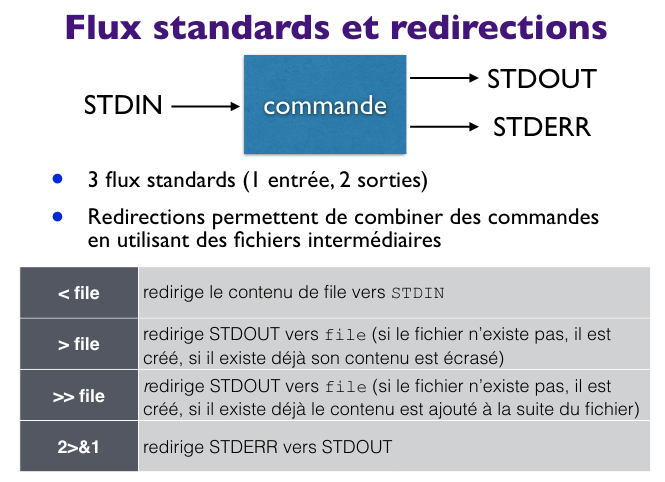 Flux standards et redirections
STDIN
commande
STDOUT
STDERR
3 flux standards (1 entrée, 2 sorties)
Redirections permettent de combiner des commandes
en utilisant des fichiers intermédiaires
< file
redirige le contenu de file vers STDIN
> file
redirige STDOUT vers file (si le fichier n'existe pas, il est
créé, si il existe déjà son contenu est écrasé)
>> file
redirige STDOUT vers file (si le fichier n'existe pas, il est
créé, si il existe déjà le contenu est ajouté à la suite du fichier)
2>&1
redirige STDERR vers STDOUT